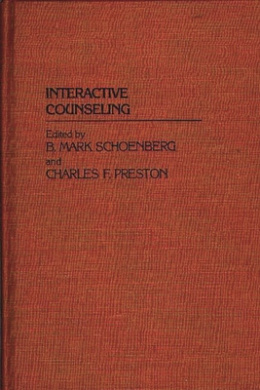 INTERACTIVE
COUNSELING
Edited by
B. MARK SCHOENBERG
and
CHARLES F. PRESTON